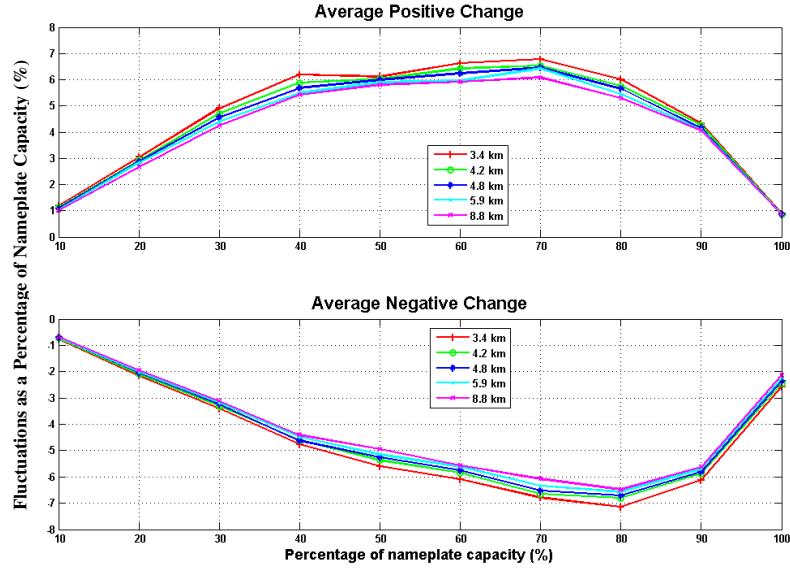 Average Positive Change
8
7
6
5
4
3
2
1
0
3.4 km
4.2 km
4.8 km
5.9 km
8.8 km
10 20 30 40 50 60 70 80 90 100
Fluctuations as a Percentage of Nameplate Capacity (%)
Average Negative Change
0
-1
-2
-3
-4
-5
-6
-7
-8
3.4 km
4.2 km
4.8 km
5.9 km
8.8 km
10 20 30 40 50 60 70 80 90 100
Percentage of nameplate capacity (%)